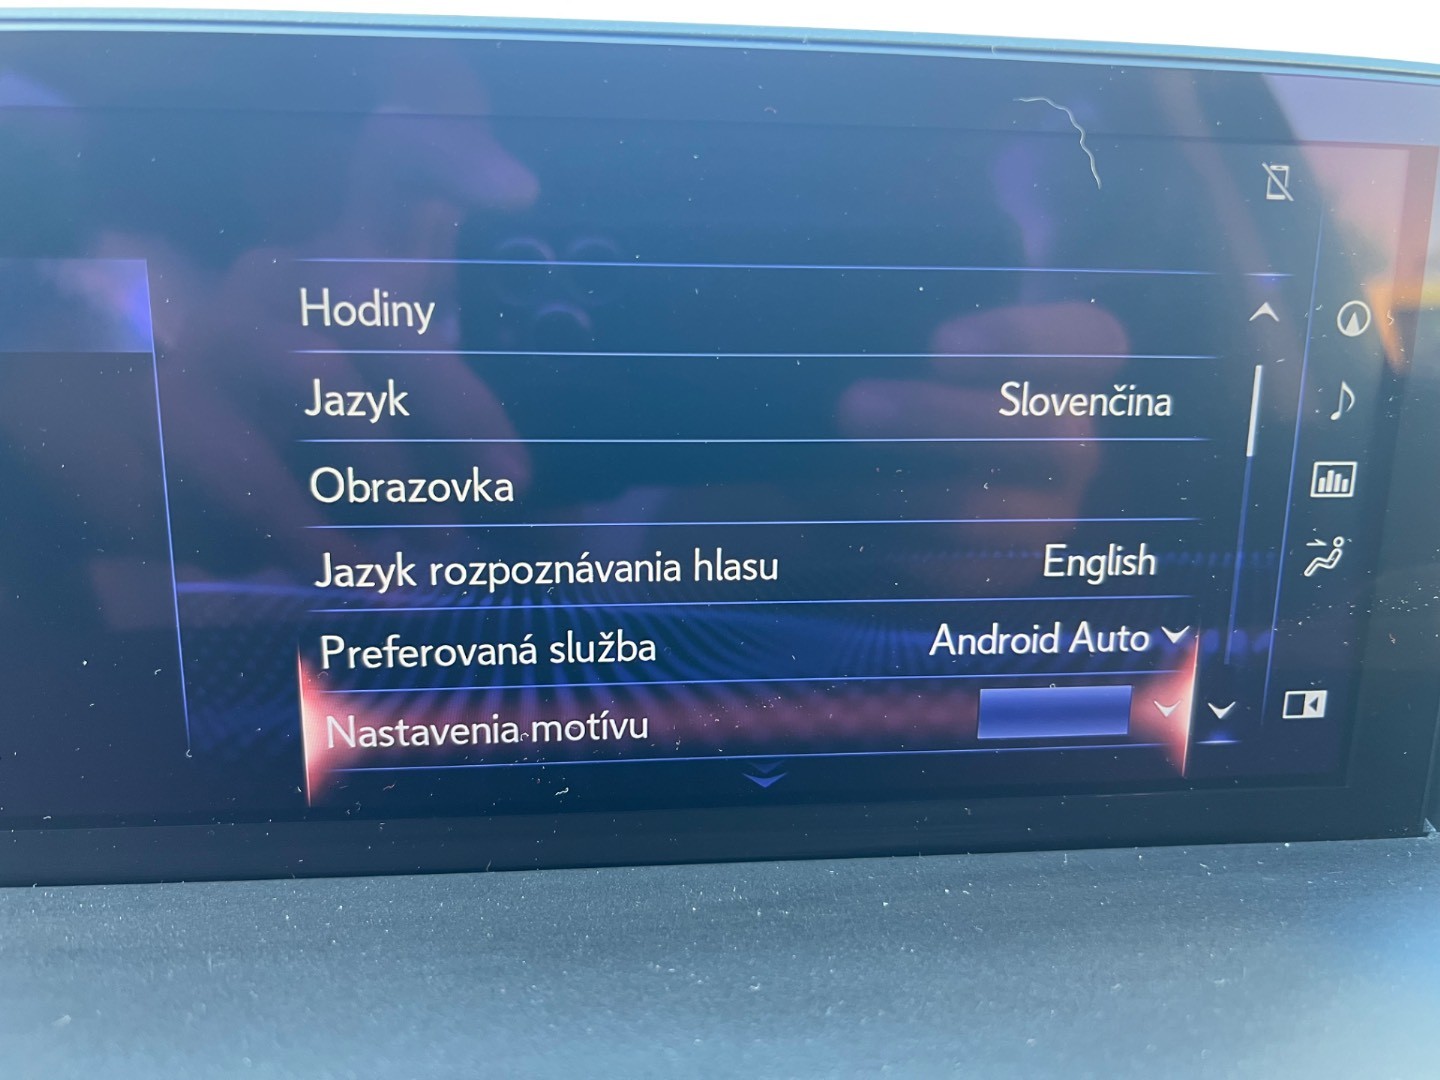 Hodiny
Jazyk Slovenčina
Obrazovka
Jazyk rozpoznávania hlasu English
Preferovaná služba Android Auto
Nastavenia motívu